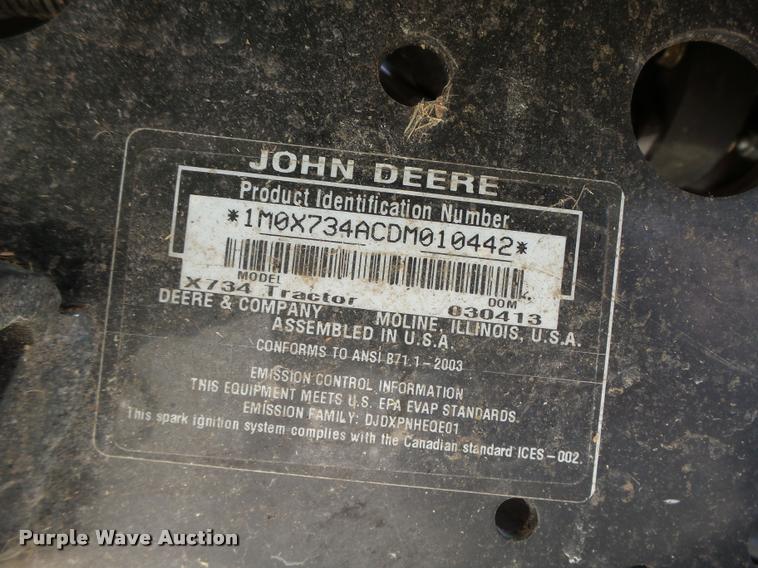 JOHN DEERE
Product Identification Number
*1M0X734ACDM010442*
MODEL DOM
X734 Tractor 030413
DEERE & COMPANY MOLINE, ILLINOIS, U.S.A.
ASSEMBLED IN U.S.A.
CONFORMS TO ANSI B71.1-2003
EMISSION CONTROL INFORMATION
THIS EQUIPMENT MEETS U.S. EPA EVAP STANDARDS.
EMISSION FAMILY: DJDXPNHEQE01
This spark ignition system complies with the Canadian standard ICES-002.
Purple Wave Auction